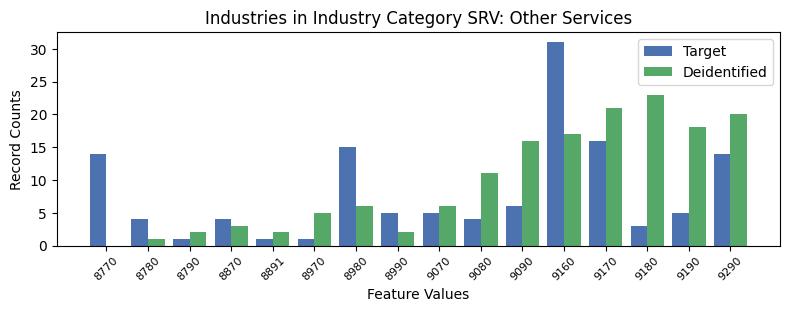 Industries in Industry Category SRV: Other Services
Record Counts
30
25
20
15
10
5
0
Target
Deidentified
8770 8780 8790 8870 8891 8970 8980 8990 9070 9080 9090 9160 9170 9180 9190 9290
Feature Values